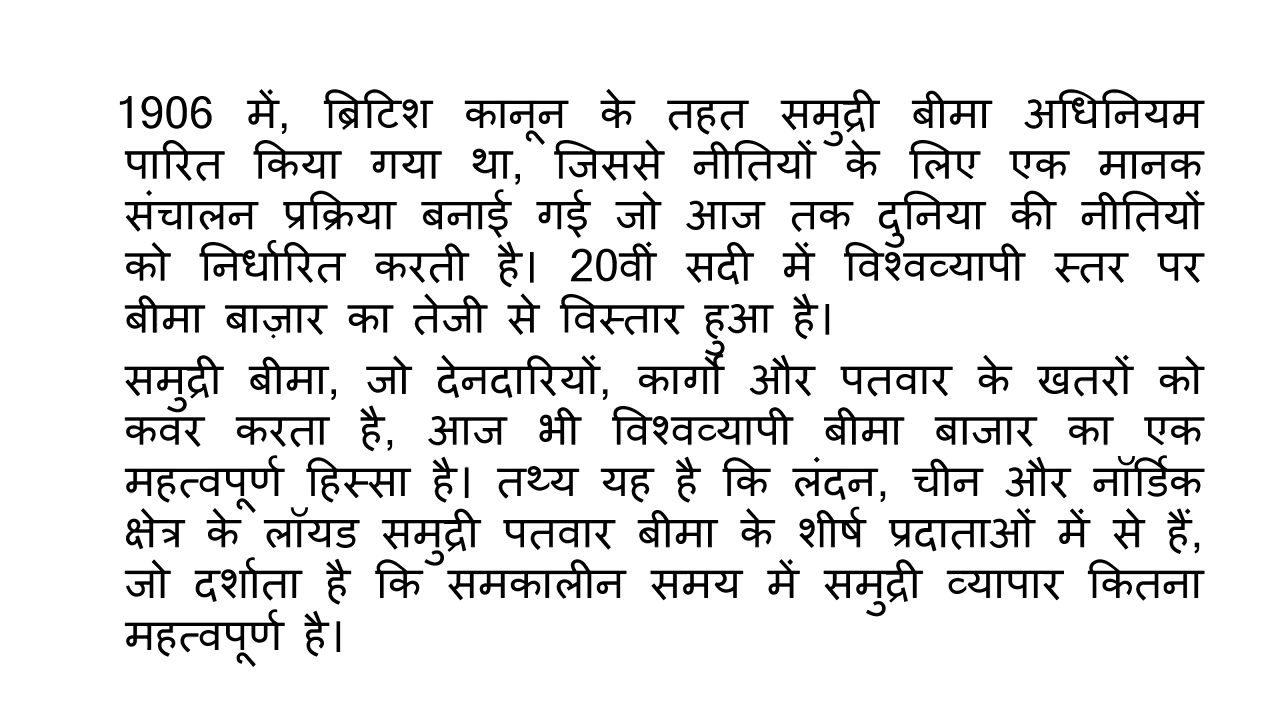 1906 में, ब्रिटिश कानून के तहत समुद्री बीमा अधिनियम
पारित किया गया था, जिससे नीतियों के लिए एक मानक
संचालन प्रक्रिया बनाई गई जो आज तक दुनिया की नीतियों
को निर्धारित करती है। 20वीं सदी में विश्वव्यापी स्तर पर
बीमा बाज़ार का तेजी से विस्तार हुआ है।
समुद्री बीमा, जो देनदारियों, कार्गो और पतवार के खतरों को
कवर करता है, आज भी विश्वव्यापी बीमा बाजार का एक
महत्वपूर्ण हिस्सा है। तथ्य यह है कि लंदन, चीन और नॉर्डिक
क्षेत्र के लॉयड समुद्री पतवार बीमा के शीर्ष प्रदाताओं में से हैं,
जो दर्शाता है कि समकालीन समय में समुद्री व्यापार कितना
महत्वपूर्ण है।